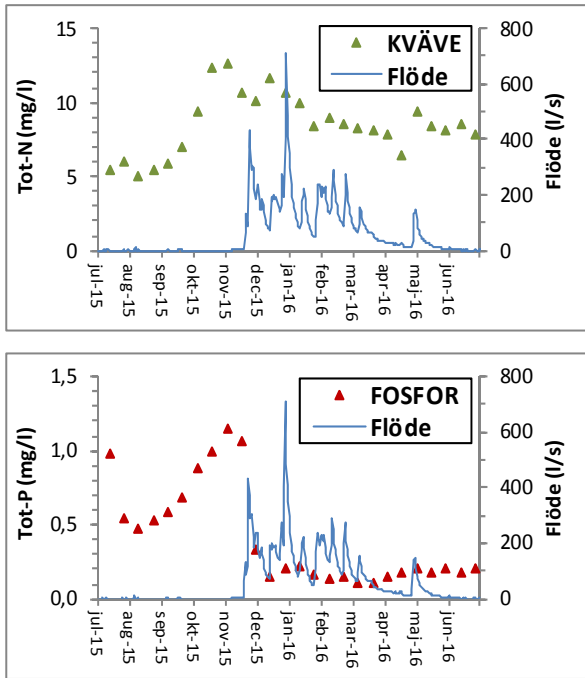 15
10
5
0
Tot-N (mg/l)
KVÄVE
Flöde
800
600
400
200
0
Flöde (l/s)
jul-15
aug-15
sep-15
okt-15
nov-15
dec-15
jan-16
feb-16
mar-16
apr-16
maj-16
jun-16
1,5
1,0
0,5
0,0
Tot-P (mg/l)
FOSFOR
Flöde
800
600
400
200
0
Flöde (l/s)
jul-15
aug-15
sep-15
okt-15
nov-15
dec-15
jan-16
feb-16
mar-16
apr-16
maj-16
jun-16